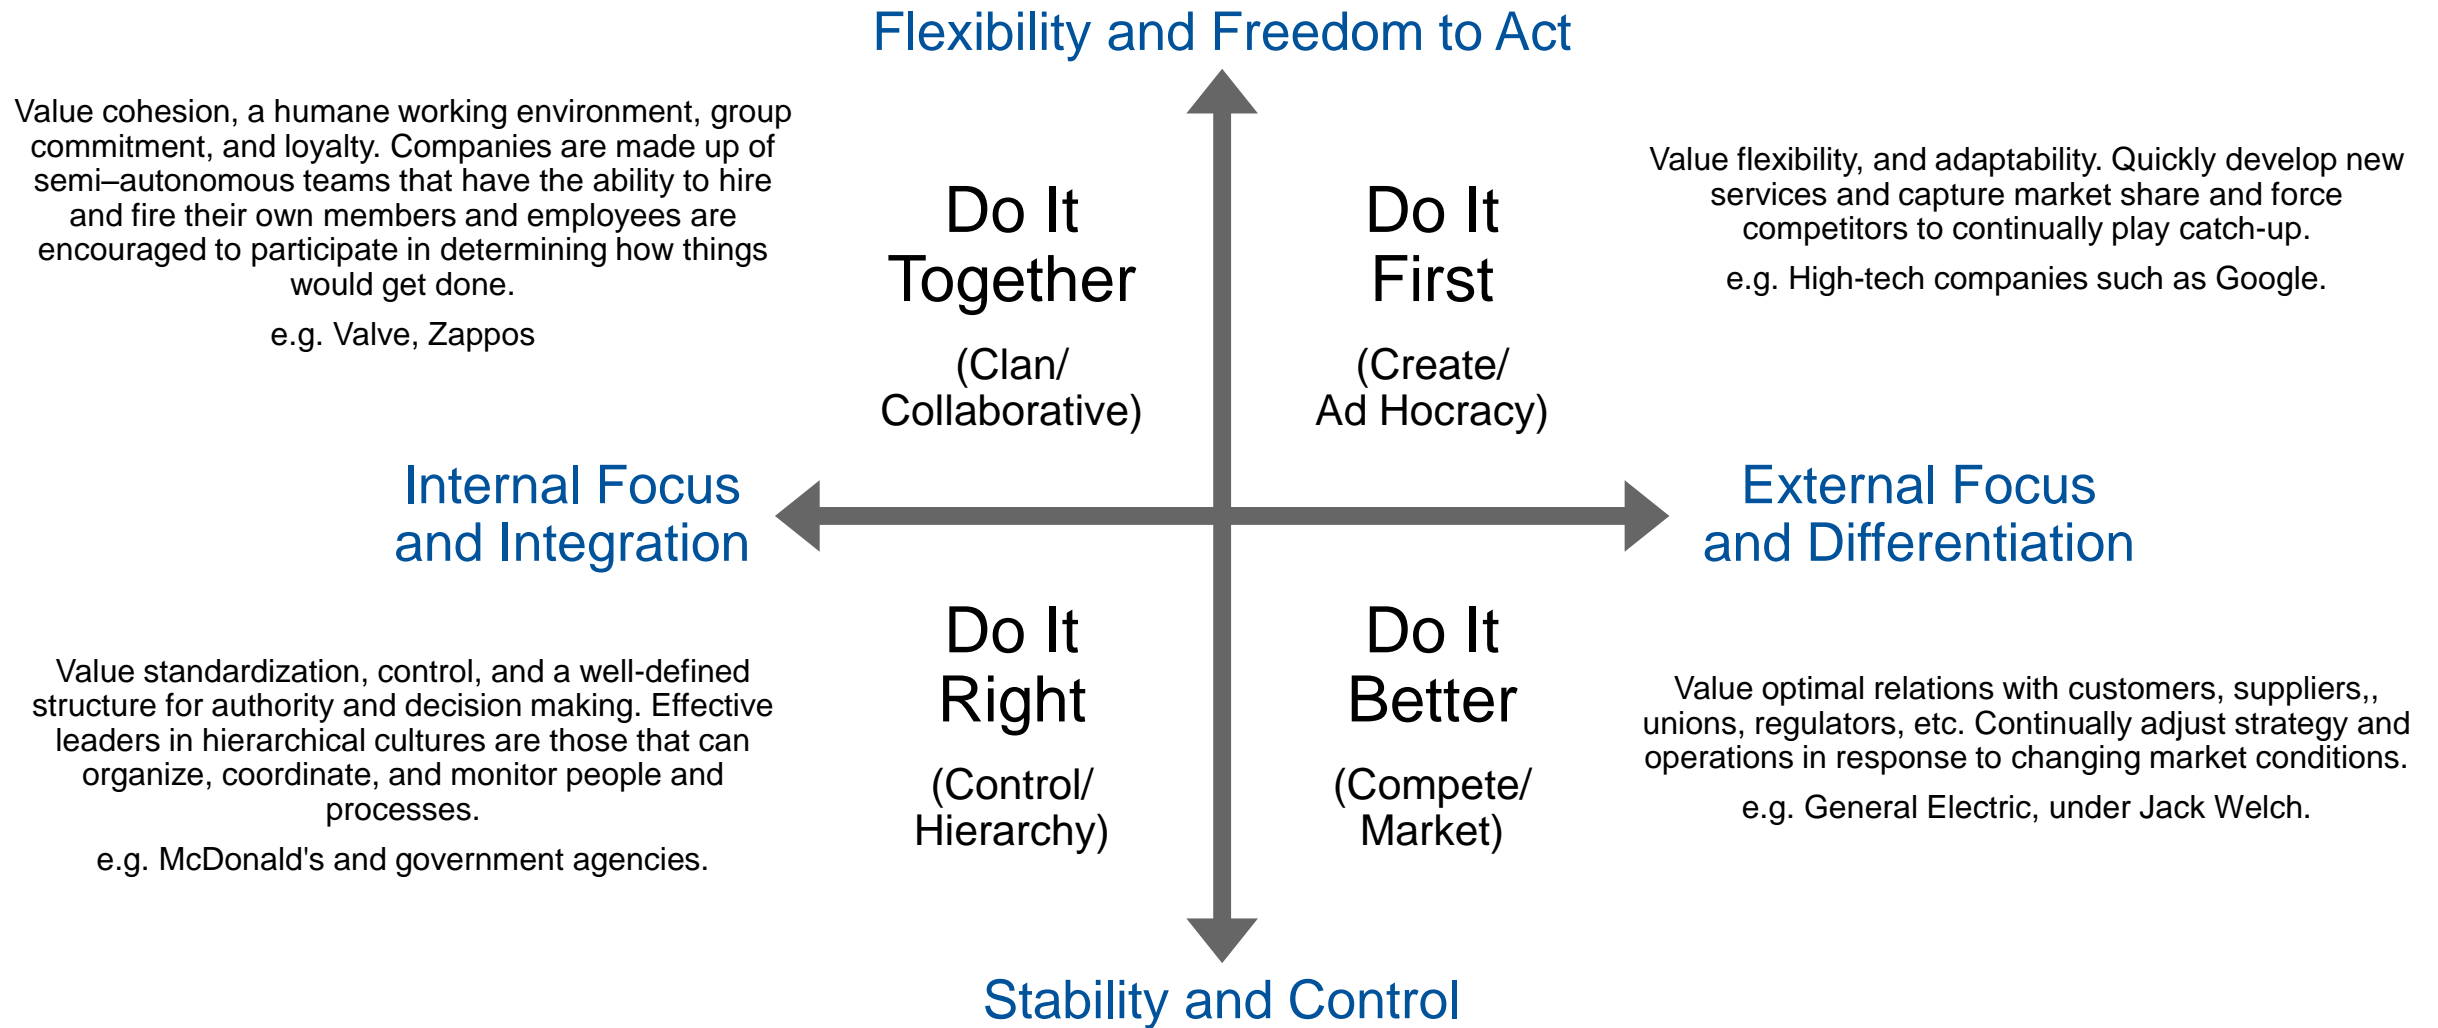 Flexibility and Freedom to Act
Value cohesion, a humane working environment, group
commitment, and loyalty. Companies are made up of
semi–autonomous teams that have the ability to hire
and fire their own members and employees are
encouraged to participate in determining how things
would get done.
e.g. Valve, Zappos
Do It
Together
(Clan/
Collaborative)
Do It
First
(Create/
Ad Hocracy)
Value flexibility, and adaptability. Quickly develop new
services and capture market share and force
competitors to continually play catch-up.
e.g. High-tech companies such as Google.
Internal Focus
and Integration
External Focus
and Differentiation
Value standardization, control, and a well-defined
structure for authority and decision making. Effective
leaders in hierarchical cultures are those that can
organize, coordinate, and monitor people and
processes.
e.g. McDonald's and government agencies.
Do It
Right
(Control/
Hierarchy)
Do It
Better
(Compete/
Market)
Value optimal relations with customers, suppliers,,
unions, regulators, etc. Continually adjust strategy and
operations in response to changing market conditions.
e.g. General Electric, under Jack Welch.
Stability and Control